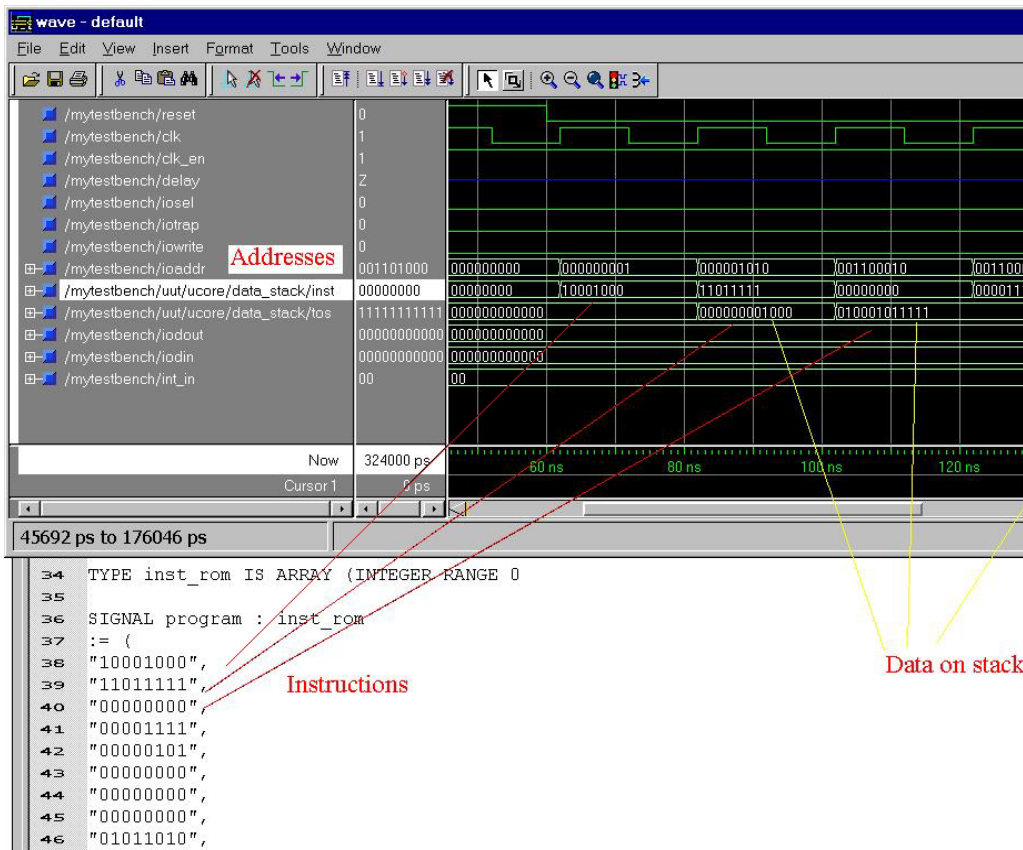 wave - default
File Edit View Insert Format Tools Window
/mytestbench/reset 0
/mytestbench/clk 1
/mytestbench/clk_en 1
/mytestbench/delay Z
/mytestbench/iosel 0
/mytestbench/iotrap 0
/mytestbench/iowrite 0
Addresses
/mytestbench/ioaddr 001101000 000000000 000000001 000001010 001100010 0011000
/mytestbench/uut/ucore/data_stack/inst 00000000 00000000 10001000 11011111 00000000 000011
/mytestbench/uut/ucore/data_stack/tos 11111111111 000000000000 000000001000 010001011111
/mytestbench/iodout 00000000000 000000000000
/mytestbench/iodin 00000000000 000000000000
/mytestbench/int_in 00 00
Now 324000 ps 60 ns 80 ns 100 ns 120 ns
Cursor 1 0 ps
45692 ps to 176046 ps
34 TYPE inst_rom IS ARRAY (INTEGER RANGE 0
35
36 SIGNAL program : inst_rom
37 := (
38 "10001000",
Data on stack
39 "11011111", Instructions
40 "00000000",
41 "00001111",
42 "00000101",
43 "00000000",
44 "00000000",
45 "00000000",
46 "01011010",